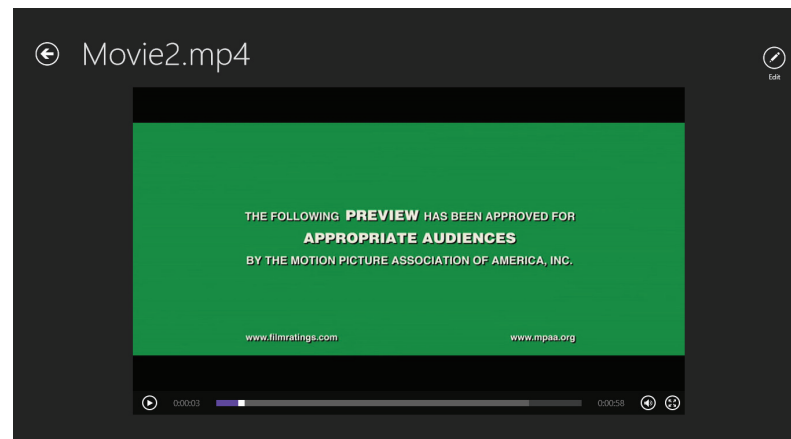 Movie2.mp4
Edit
THE FOLLOWING PREVIEW HAS BEEN APPROVED FOR
APPROPRIATE AUDIENCES
BY THE MOTION PICTURE ASSOCIATION OF AMERICA, INC.
www.filmratings.com www.mpaa.org
0:00:03 0:00:58